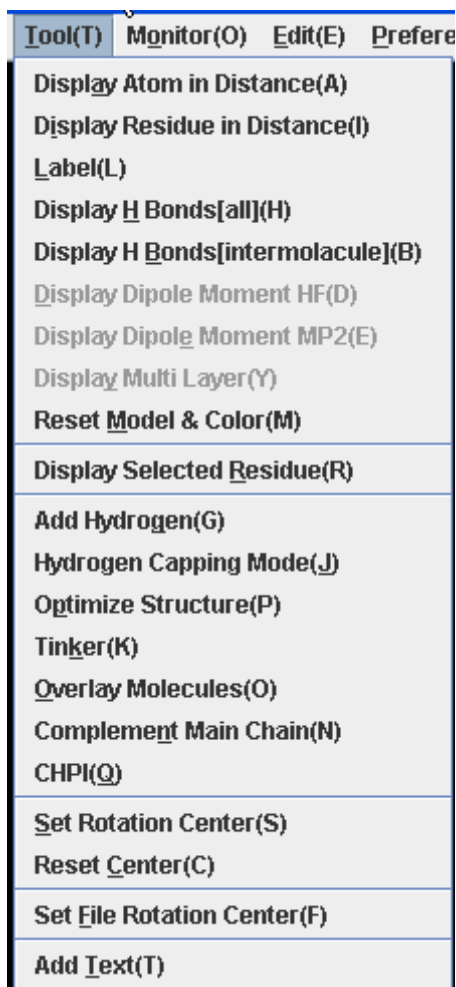 Tool(T) Monitor(O) Edit(E) Prefere
Display Atom in Distance(A)
Display Residue in Distance(I)
Label(L)
Display H Bonds[all](H)
Display H Bonds[intermolacule](B)
Display Dipole Moment HF(D)
Display Dipole Moment MP2(E)
Display Multi Layer(Y)
Reset Model & Color(M)
Display Selected Residue(R)
Add Hydrogen(G)
Hydrogen Capping Mode(J)
Optimize Structure(P)
Tinker(K)
Overlay Molecules(O)
Complement Main Chain(N)
CHPI(Q)
Set Rotation Center(S)
Reset Center(C)
Set File Rotation Center(F)
Add Text(T)